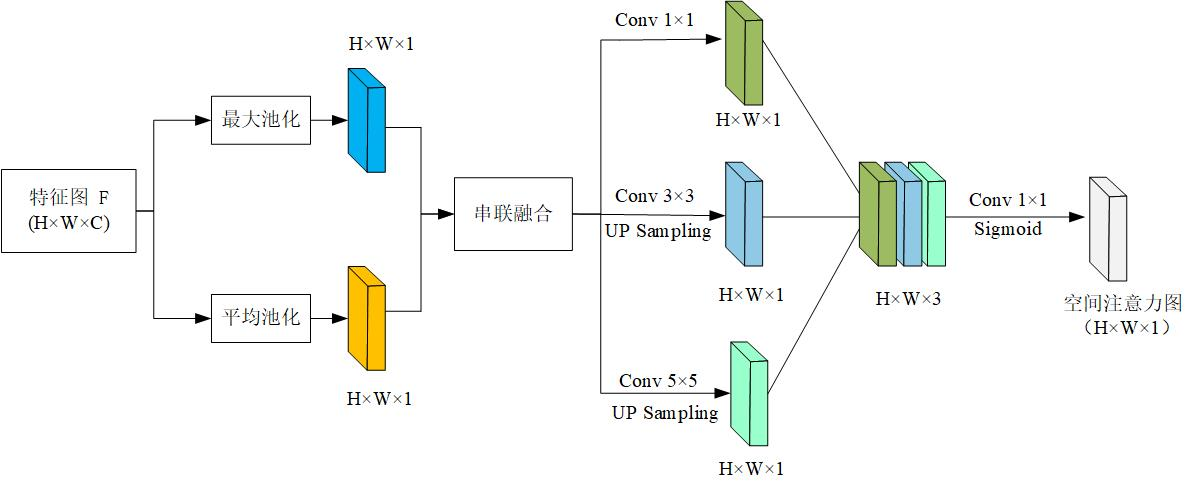 特征图 F
(H×W×C)
最大池化
H×W×1
平均池化
H×W×1
串联融合
Conv 1×1
H×W×1
Conv 3×3
UP Sampling
H×W×1
Conv 5×5
UP Sampling
H×W×1
H×W×3
Conv 1×1
Sigmoid
空间注意力图
（H×W×1）